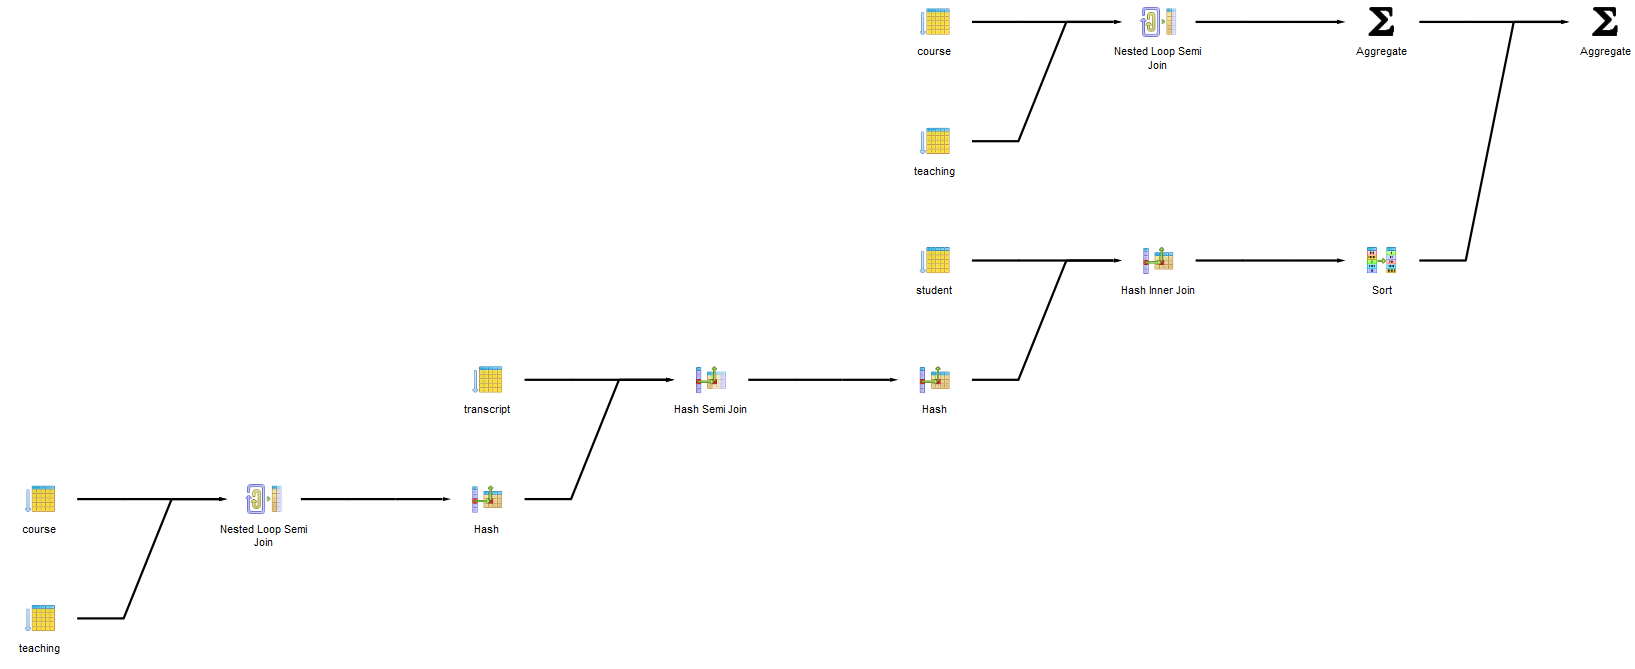 course
Nested Loop Semi
Join
Aggregate
Aggregate
teaching
student
Hash Inner Join
Sort
transcript
Hash Semi Join
Hash
course
Nested Loop Semi
Join
Hash
teaching